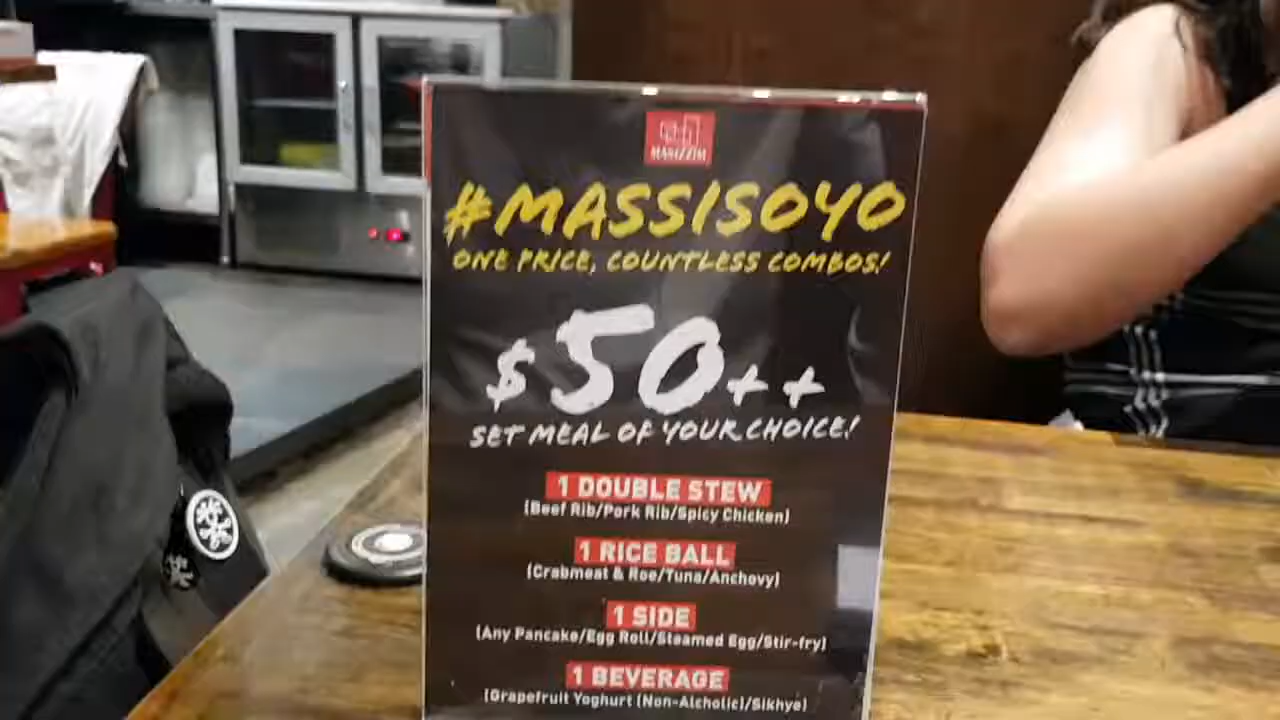 MASIZZIM
#MASSISOYO
ONE PRICE, COUNTLESS COMBOS!
$50++
SET MEAL OF YOUR CHOICE!
1 DOUBLE STEW
(Beef Rib/Pork Rib/Spicy Chicken)
1 RICE BALL
(Crabmeat & Roe/Tuna/Anchovy)
1 SIDE
(Any Pancake/Egg Roll/Steamed Egg/Stir-fry)
1 BEVERAGE
(Grapefruit Yoghurt (Non-Alcholic)/Sikhye)